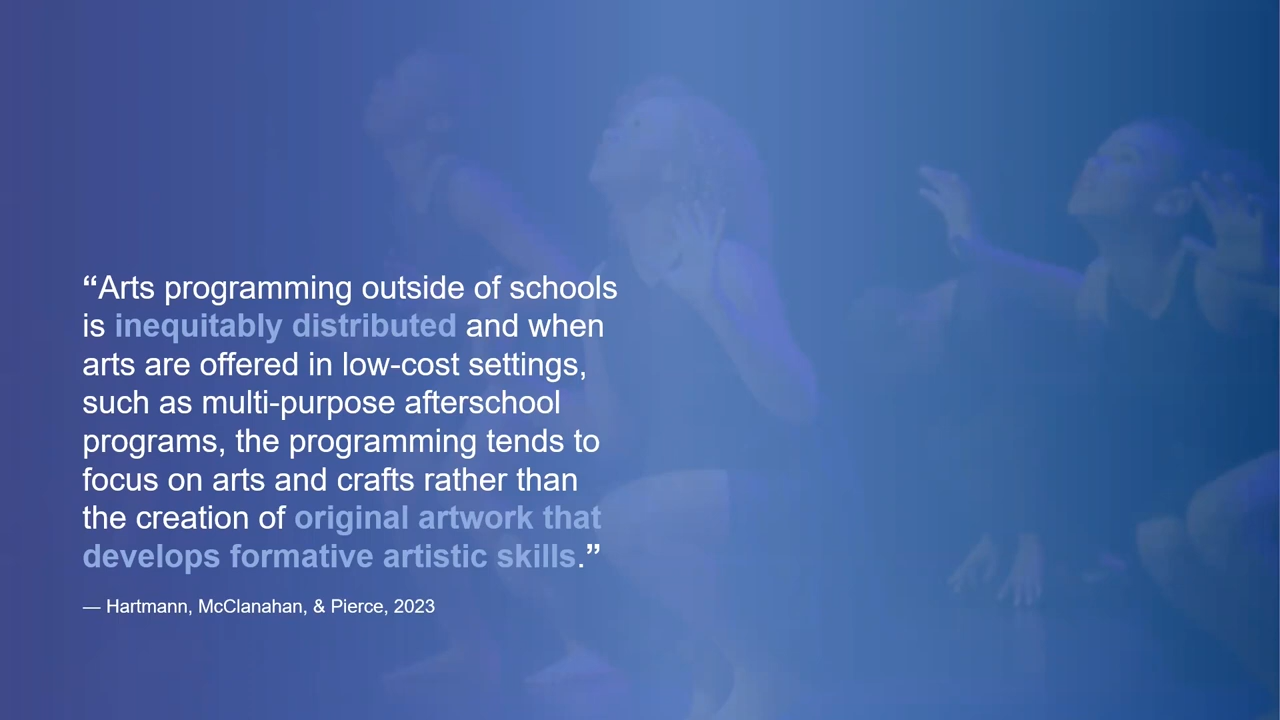 “Arts programming outside of schools
is inequitably distributed and when
arts are offered in low-cost settings,
such as multi-purpose afterschool
programs, the programming tends to
focus on arts and crafts rather than
the creation of original artwork that
develops formative artistic skills.”
— Hartmann, McClanahan, & Pierce, 2023